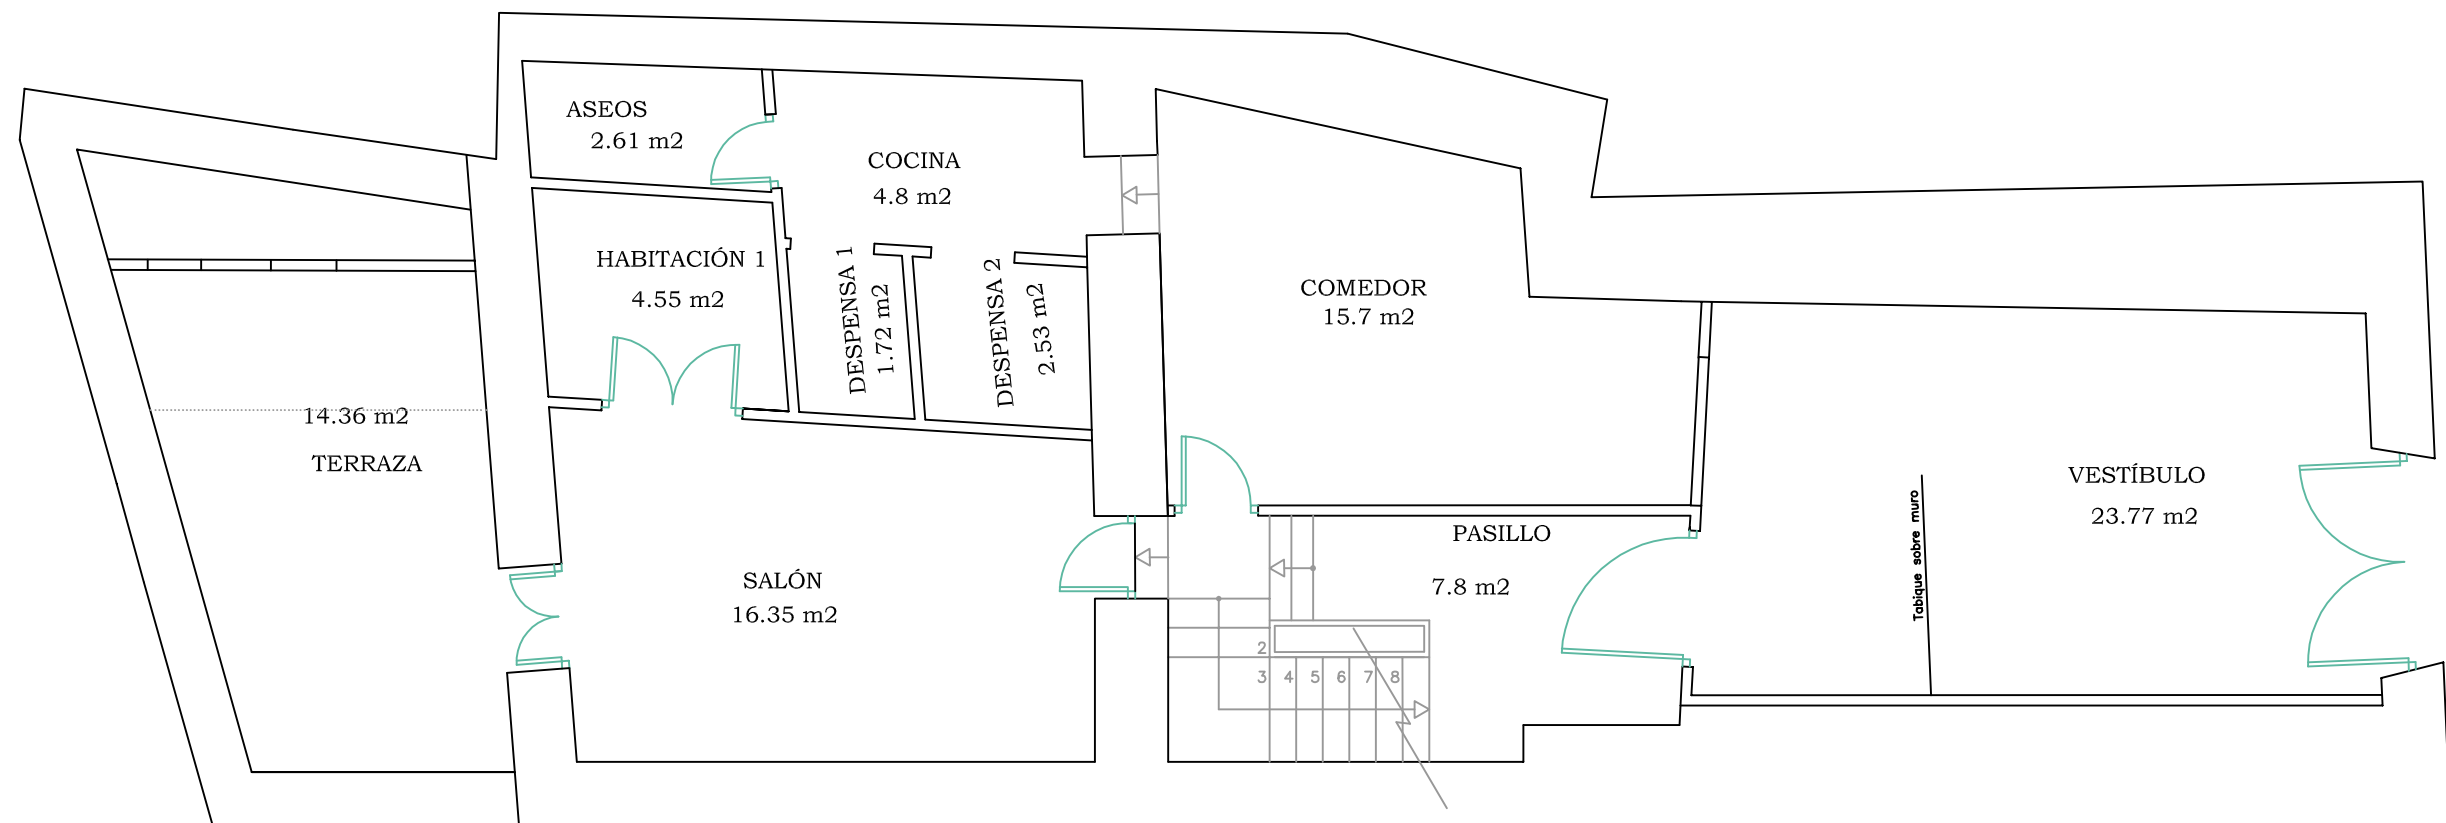 ASEOS
2.61 m2
COCINA
4.8 m2
HABITACIÓN 1
4.55 m2
DESPENSA 1
1.72 m2
DESPENSA 2
2.53 m2
COMEDOR
15.7 m2
14.36 m2
TERRAZA
SALÓN
16.35 m2
PASILLO
7.8 m2
2
3 4 5 6 7 8
Tabique sobre muro
VESTÍBULO
23.77 m2